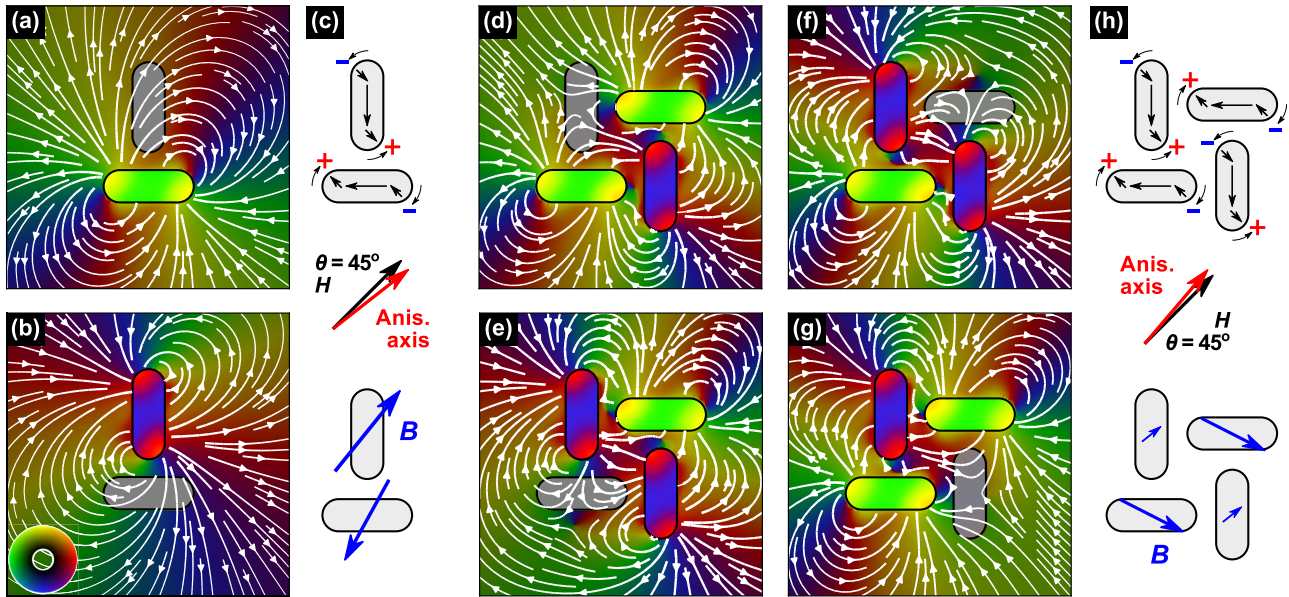 (a)
(c)
(d)
(f)
(h)
−
+
+
−
−
+
+
−
−
+
+
−
θ = 45°
H
Anis.
axis
Anis.
axis
H
θ = 45°
(b)
(e)
(g)
B
B